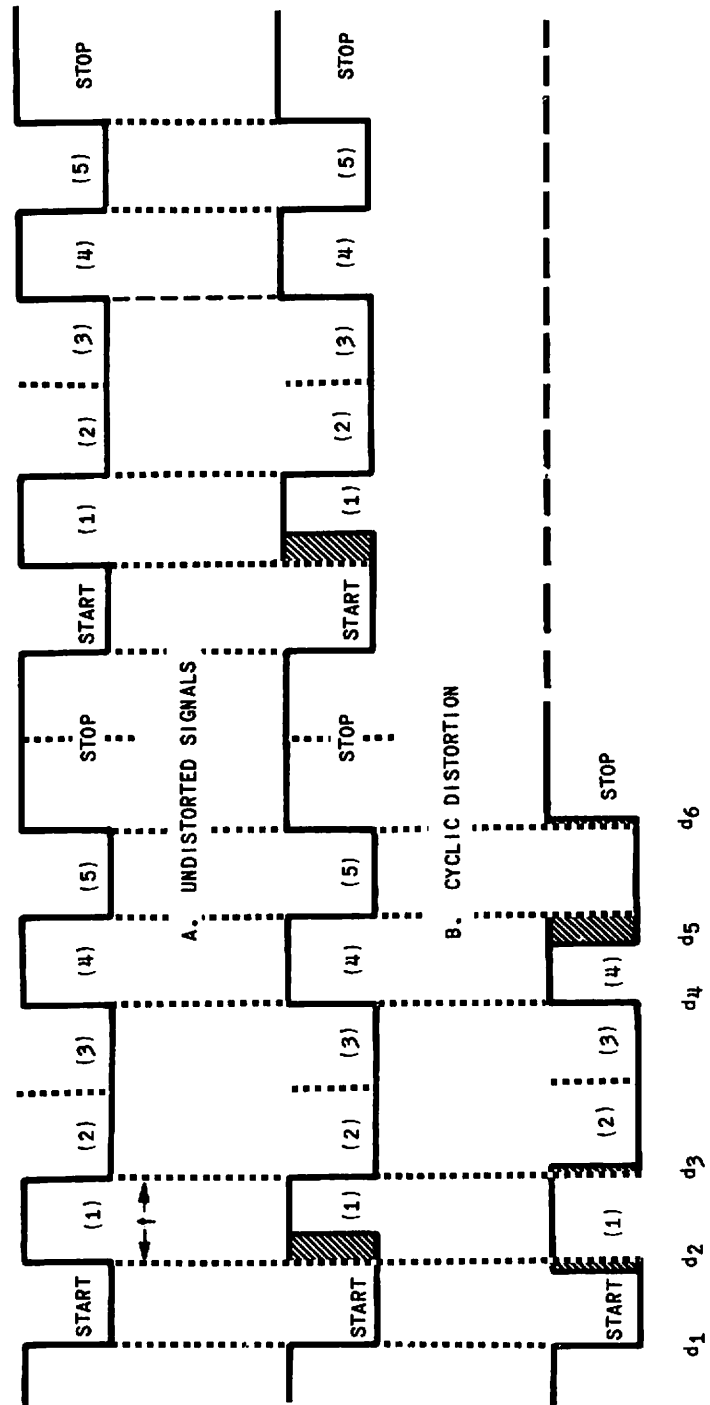 START (1) (2) (3) (4) (5) STOP START (1) (2) (3) (4) (5) STOP
t
A. UNDISTORTED SIGNALS
START (1) (2) (3) (4) (5) STOP START (1) (2) (3) (4) (5) STOP
B. CYCLIC DISTORTION
START (1) (2) (3) (4) STOP
d1 d2 d3 d4 d5 d6